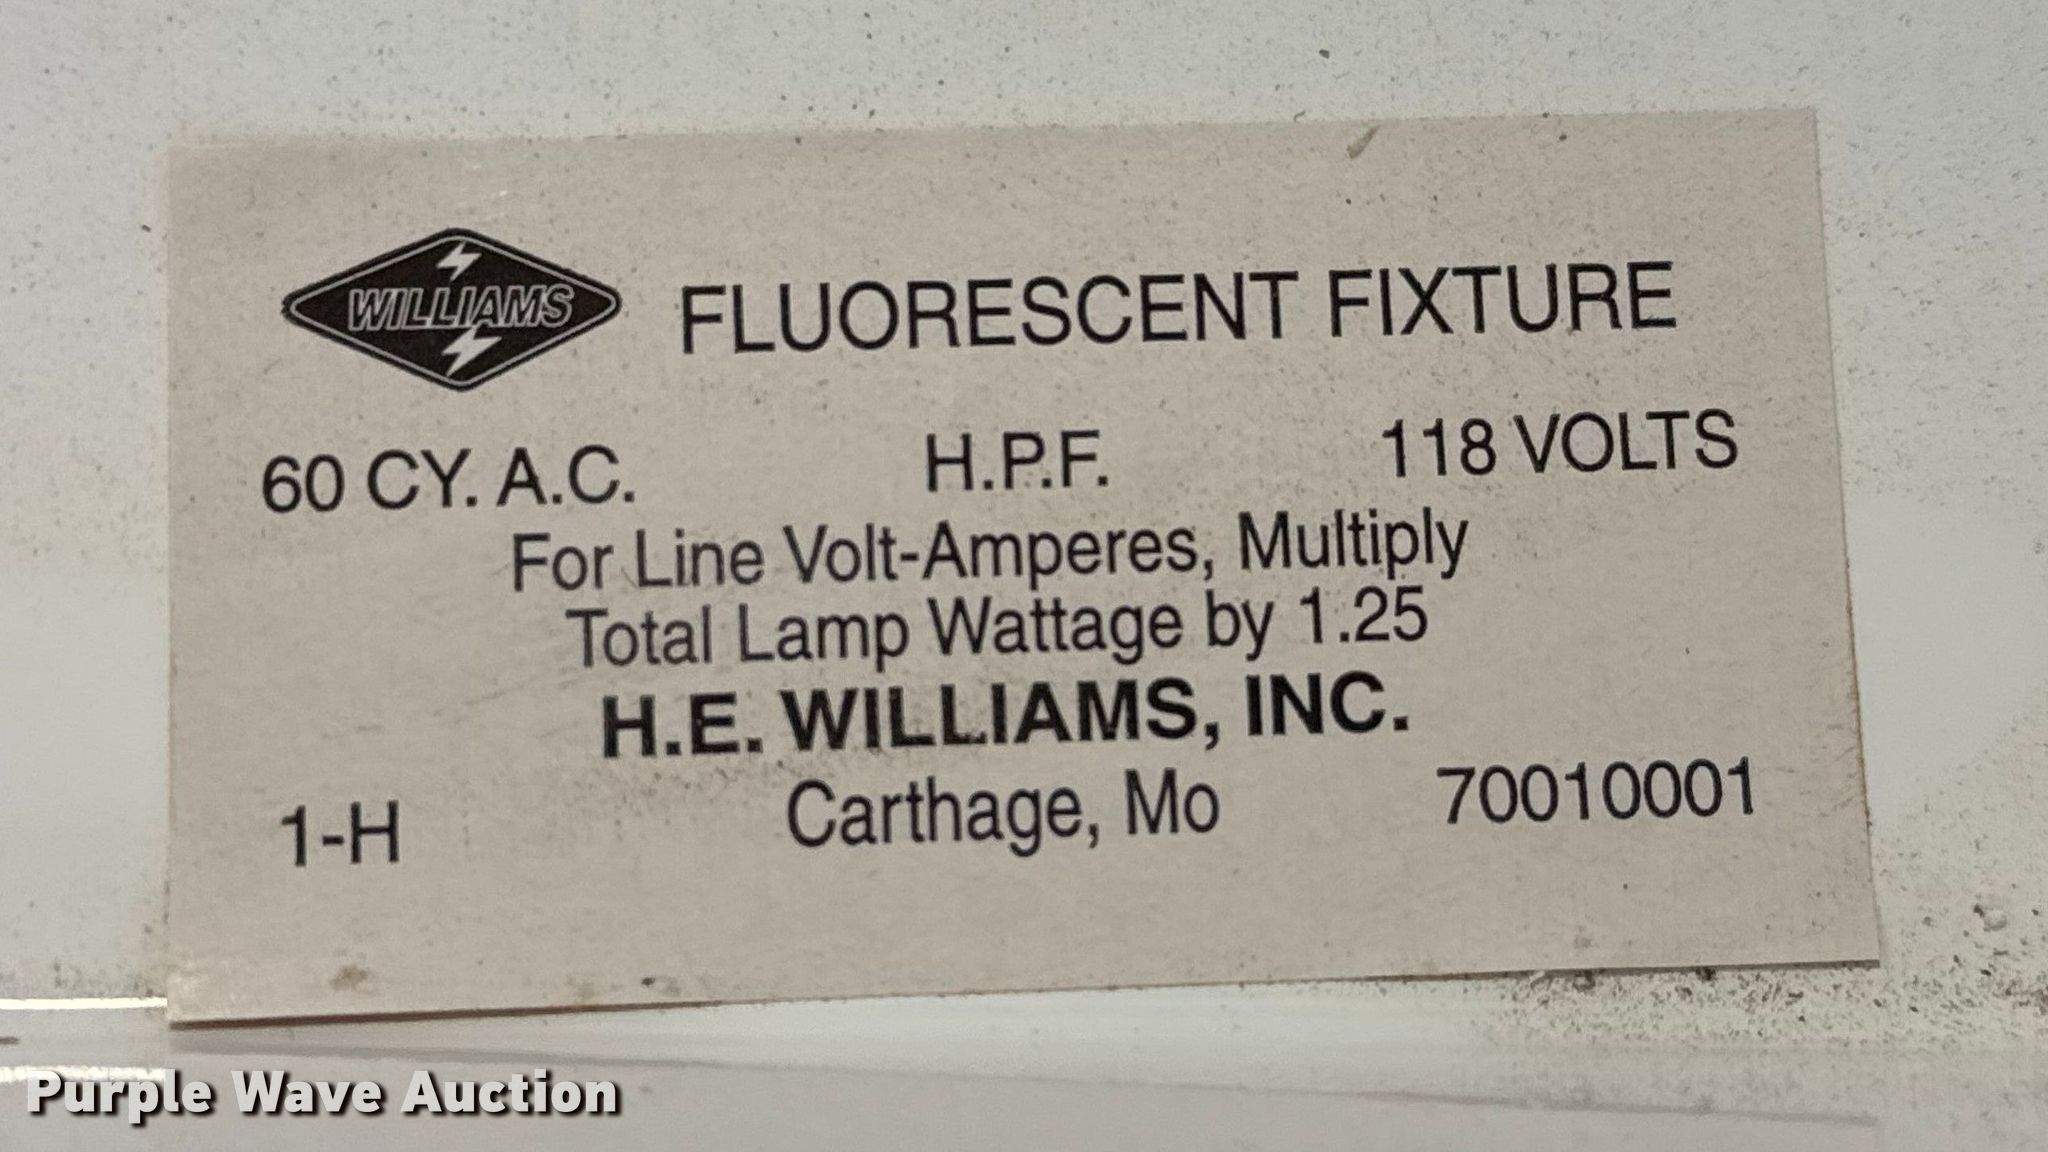 WILLIAMS FLUORESCENT FIXTURE
60 CY. A.C. H.P.F. 118 VOLTS
For Line Volt-Amperes, Multiply
Total Lamp Wattage by 1.25
H.E. WILLIAMS, INC.
1-H Carthage, Mo 70010001
Purple Wave Auction